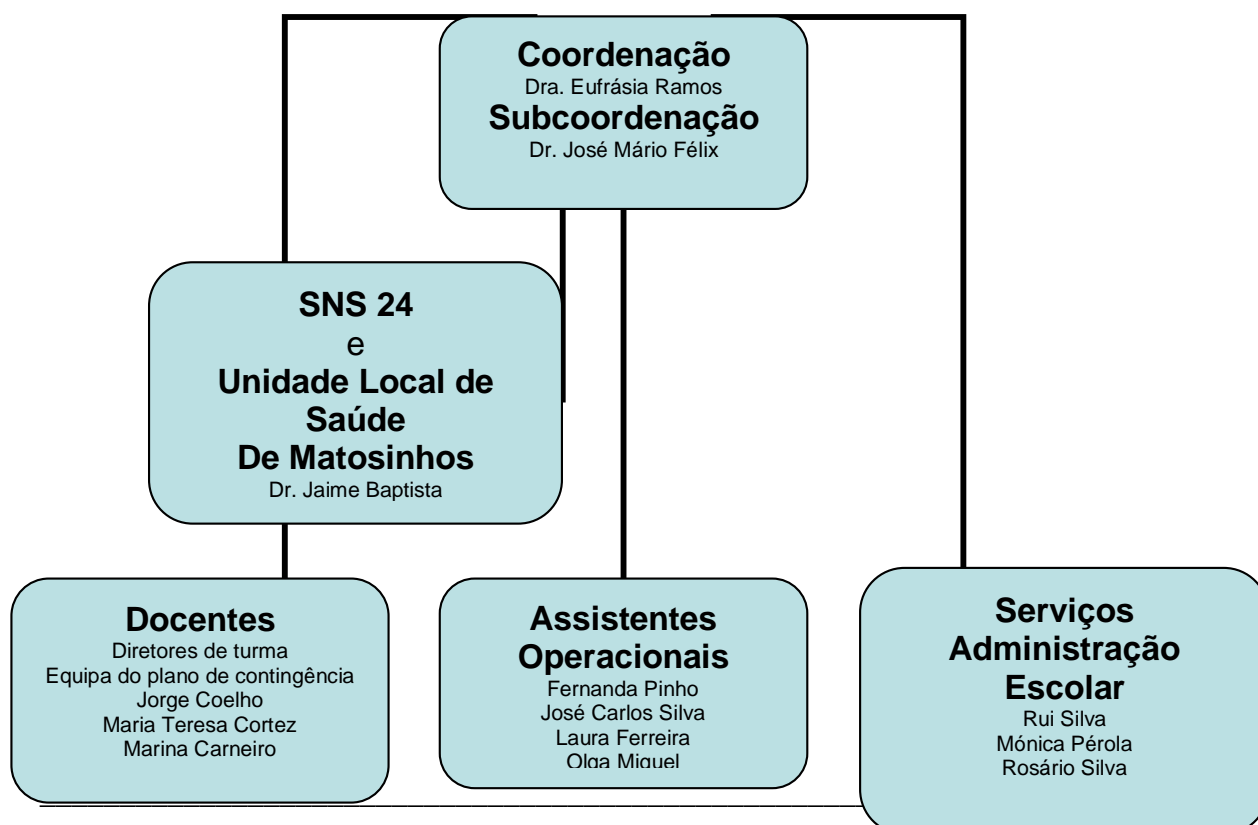 Coordenação
Dra. Eufrásia Ramos
Subcoordenação
Dr. José Mário Félix
SNS 24
e
Unidade Local de
Saúde
De Matosinhos
Dr. Jaime Baptista
Docentes
Diretores de turma
Equipa do plano de contingência
Jorge Coelho
Maria Teresa Cortez
Marina Carneiro
Assistentes
Operacionais
Fernanda Pinho
José Carlos Silva
Laura Ferreira
Olga Miguel
Serviços
Administração
Escolar
Rui Silva
Mónica Pérola
Rosário Silva